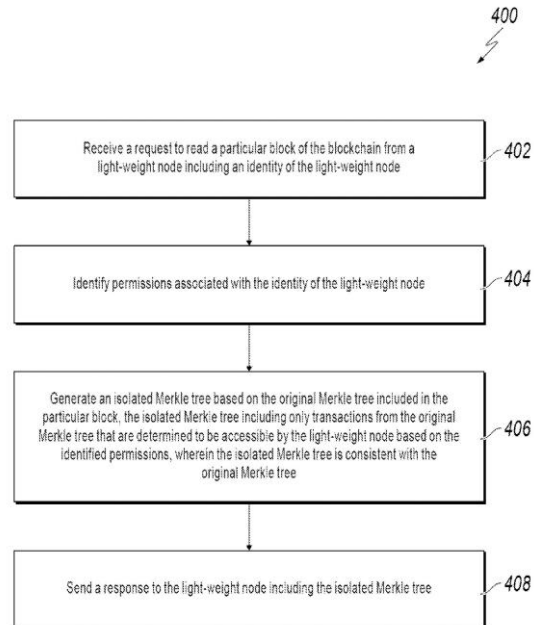 400
Receive a request to read a particular block of the blockchain from a
light-weight node including an identity of the light-weight node
402
Identify permissions associated with the identity of the light-weight node
404
Generate an isolated Merkle tree based on the original Merkle tree included in the
particular block, the isolated Merkle tree including only transactions from the original
Merkle tree that are determined to be accessible by the light-weight node based on the
identified permissions, wherein the isolated Merkle tree is consistent with the
original Merkle tree
406
Send a response to the light-weight node including the isolated Merkle tree
408